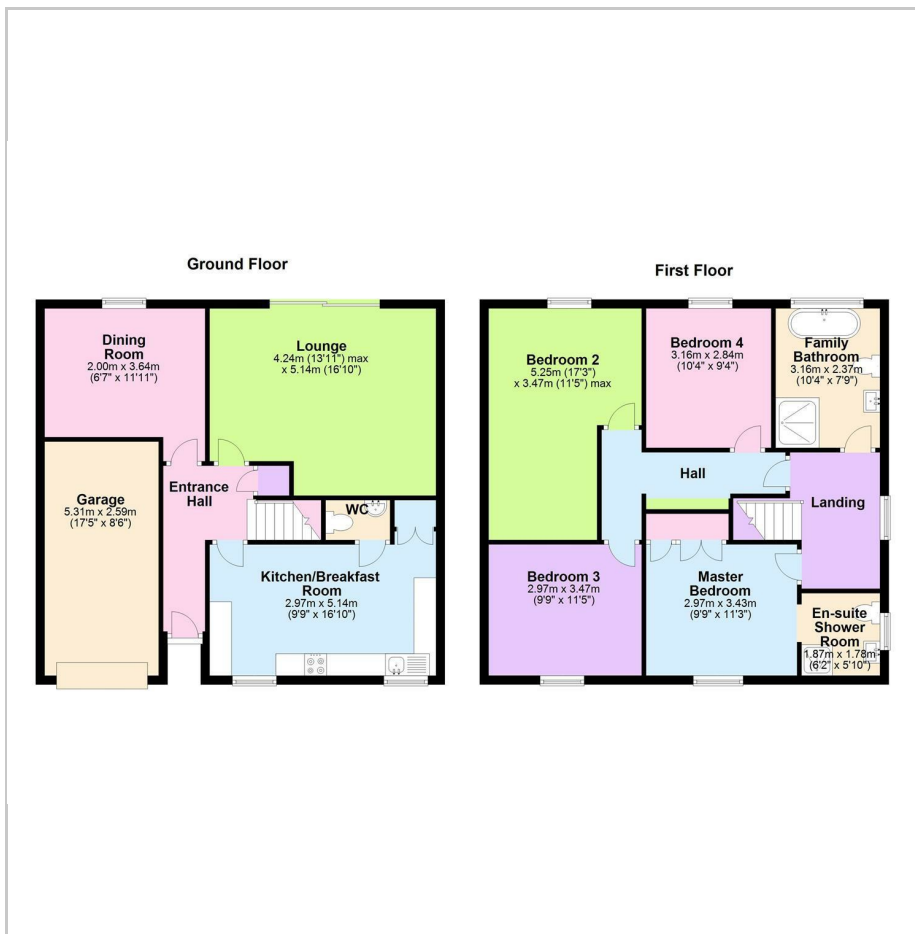 Ground Floor
Dining
Room
2.00m x 3.64m
(6'7" x 11'11")
Lounge
4.24m (13'11") max
x 5.14m (16'10")
Garage
5.31m x 2.59m
(17'5" x 8'6")
Entrance
Hall
WC
Kitchen/Breakfast
Room
2.97m x 5.14m
(9'9" x 16'10")
First Floor
Bedroom 2
5.25m (17'3")
x 3.47m (11'5") max
Bedroom 4
3.16m x 2.84m
(10'4" x 9'4")
Family
Bathroom
3.16m x 2.37m
(10'4" x 7'9")
Hall
Landing
Bedroom 3
2.97m x 3.47m
(9'9" x 11'5")
Master
Bedroom
2.97m x 3.43m
(9'9" x 11'3")
En-suite
Shower
Room
1.87m x 1.78m
(6'2" x 5'10")